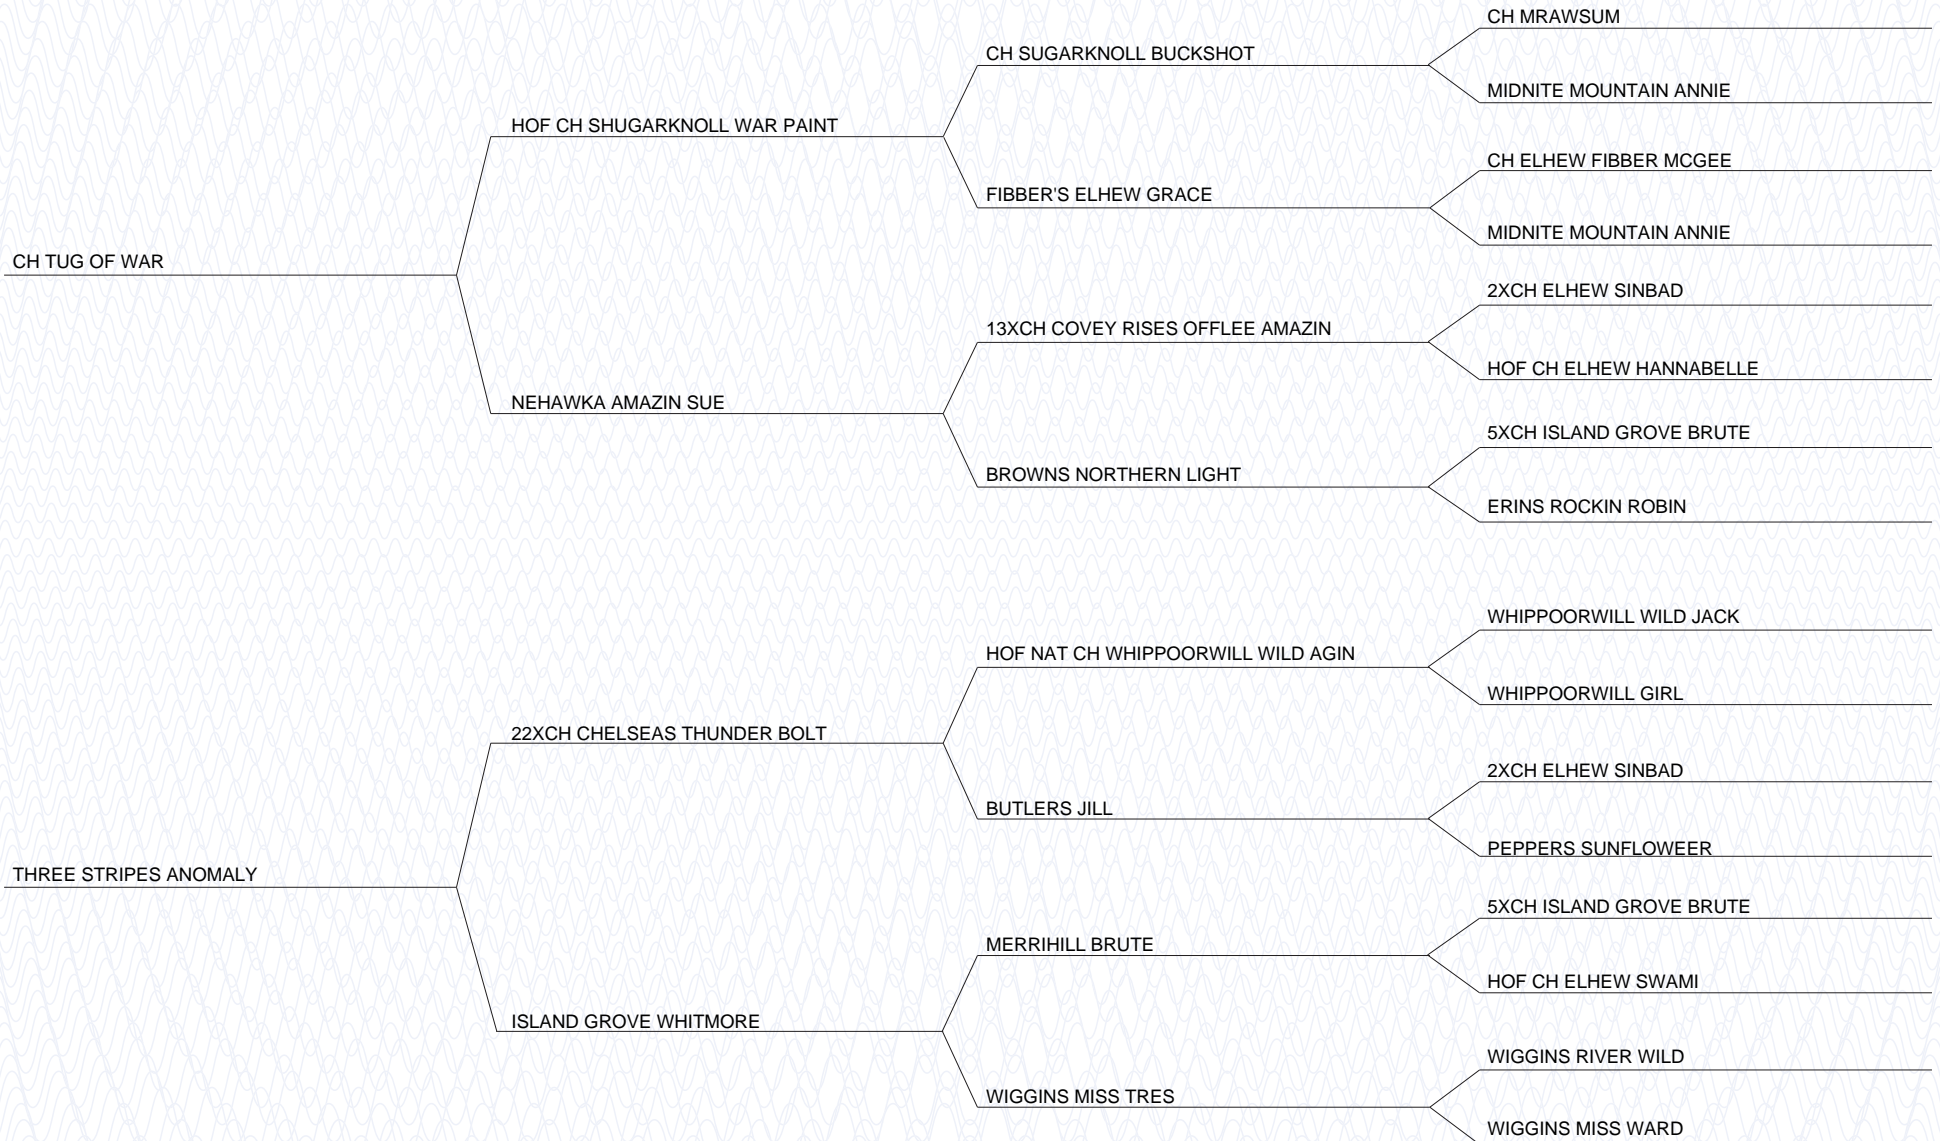 CH MRAWSUM
CH SUGARKNOLL BUCKSHOT
MIDNITE MOUNTAIN ANNIE
HOF CH SHUGARKNOLL WAR PAINT
CH ELHEW FIBBER MCGEE
FIBBER'S ELHEW GRACE
MIDNITE MOUNTAIN ANNIE
CH TUG OF WAR
2XCH ELHEW SINBAD
13XCH COVEY RISES OFFLEE AMAZIN
HOF CH ELHEW HANNABELLE
NEHAWKA AMAZIN SUE
5XCH ISLAND GROVE BRUTE
BROWNS NORTHERN LIGHT
ERINS ROCKIN ROBIN
WHIPPOORWILL WILD JACK
HOF NAT CH WHIPPOORWILL WILD AGIN
WHIPPOORWILL GIRL
22XCH CHELSEAS THUNDER BOLT
2XCH ELHEW SINBAD
BUTLERS JILL
PEPPERS SUNFLOWEER
THREE STRIPES ANOMALY
5XCH ISLAND GROVE BRUTE
MERRIHILL BRUTE
HOF CH ELHEW SWAMI
ISLAND GROVE WHITMORE
WIGGINS RIVER WILD
WIGGINS MISS TRES
WIGGINS MISS WARD